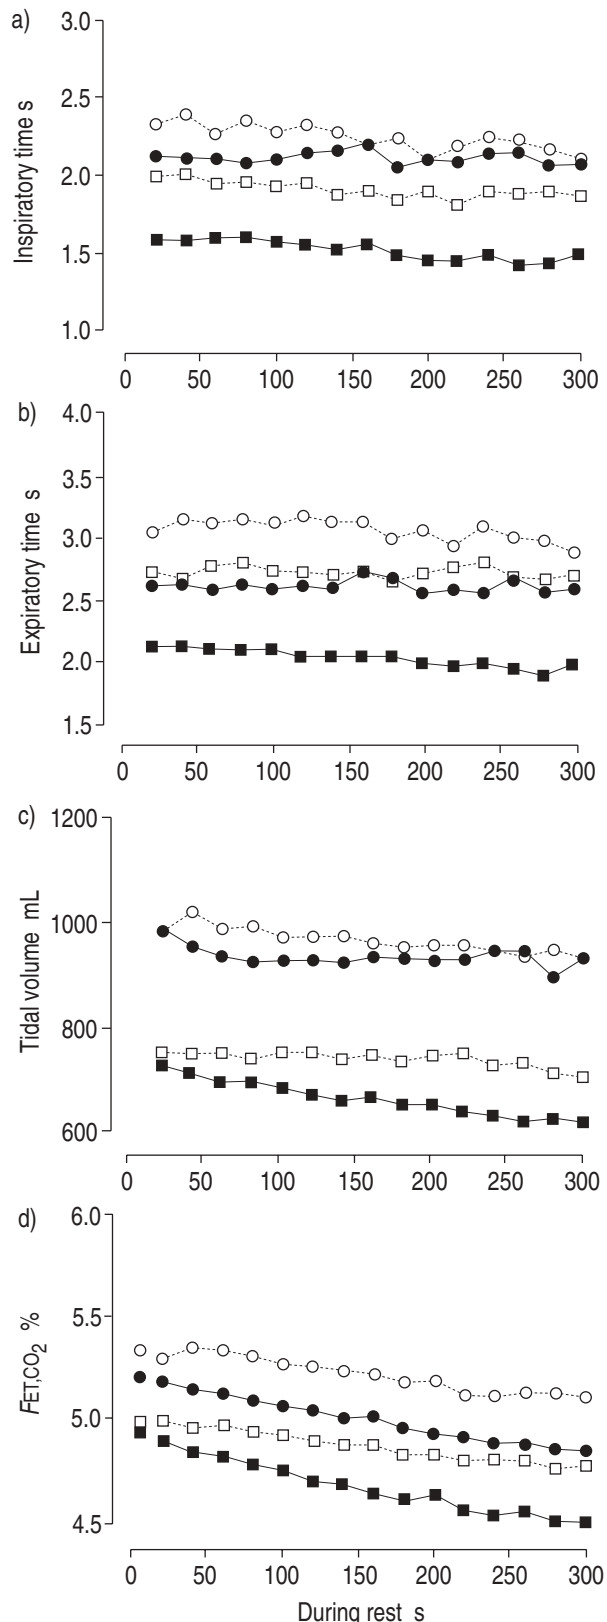 a)
3.0
2.5
2.0
1.5
1.0
Inspiratory time s
0 50 100 150 200 250 300
b)
4.0
3.5
3.0
2.5
2.0
1.5
Expiratory time s
0 50 100 150 200 250 300
c)
1200
1000
800
600
Tidal volume mL
0 50 100 150 200 250 300
d)
6.0
5.5
5.0
4.5
FET,CO2 %
0 50 100 150 200 250 300
During rest s